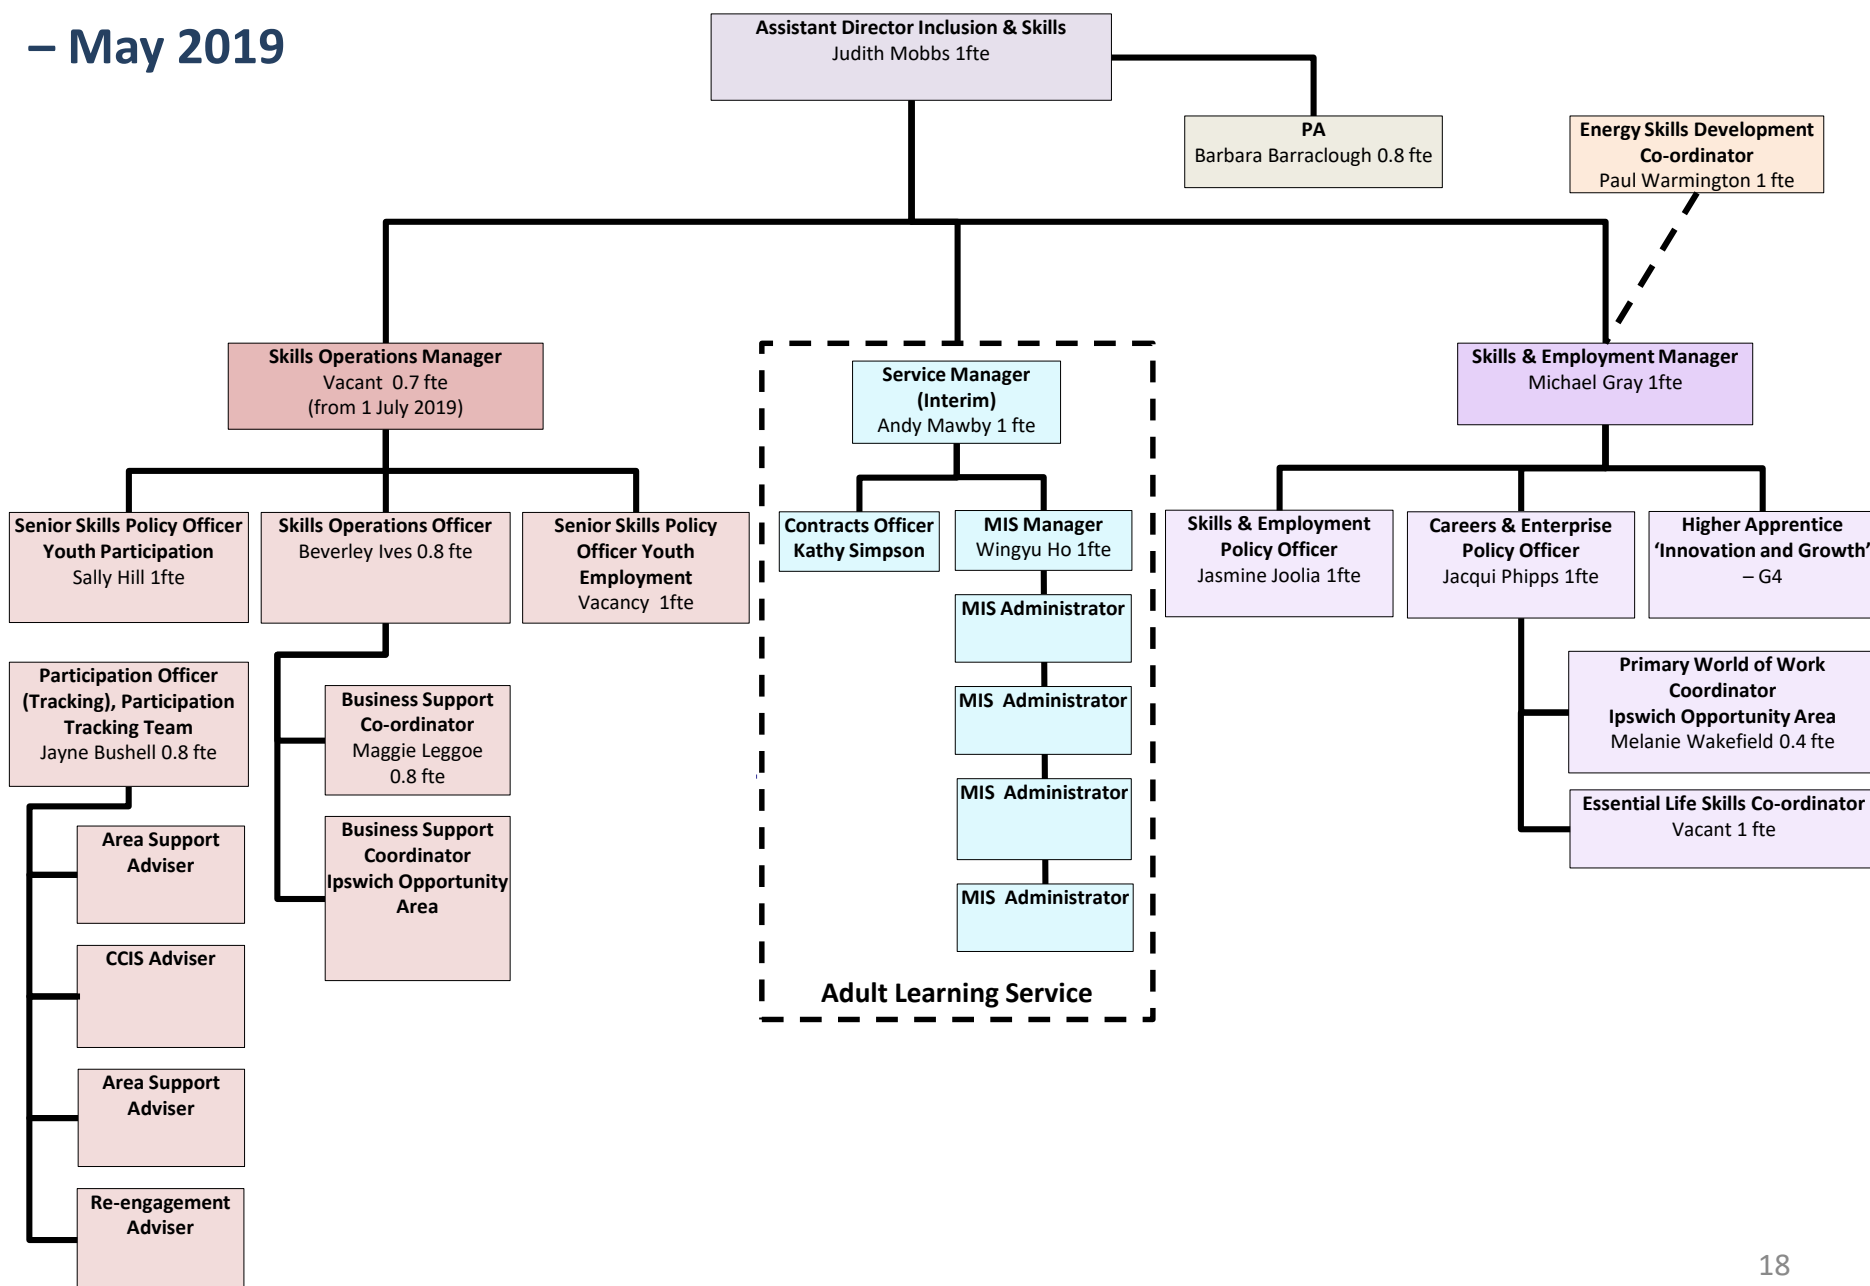 – May 2019
Assistant Director Inclusion & Skills
Judith Mobbs 1fte
PA
Barbara Barraclough 0.8 fte
Energy Skills Development
Co-ordinator
Paul Warmington 1 fte
Skills Operations Manager
Vacant  0.7 fte
(from 1 July 2019)
Service Manager
(Interim)
Andy Mawby 1 fte
Skills & Employment Manager
Michael Gray 1fte
Senior Skills Policy Officer
Youth Participation
Sally Hill 1fte
Skills Operations Officer
Beverley Ives 0.8 fte
Senior Skills Policy
Officer Youth
Employment
Vacancy  1fte
Contracts Officer
Kathy Simpson
MIS Manager
Wingyu Ho 1fte
Skills & Employment
Policy Officer
Jasmine Joolia 1fte
Careers & Enterprise
Policy Officer
Jacqui Phipps 1fte
Higher Apprentice
‘Innovation and Growth’
– G4
Participation Officer
(Tracking), Participation
Tracking Team
Jayne Bushell 0.8 fte
Area Support
Adviser
CCIS Adviser
Area Support
Adviser
Re-engagement
Adviser
Business Support
Co-ordinator
Maggie Leggoe
0.8 fte
Business Support
Coordinator
Ipswich Opportunity
Area
MIS Administrator
MIS  Administrator
MIS  Administrator
MIS  Administrator
Adult Learning Service
Primary World of Work
Coordinator
Ipswich Opportunity Area
Melanie Wakefield 0.4 fte
Essential Life Skills Co-ordinator
Vacant 1 fte
18